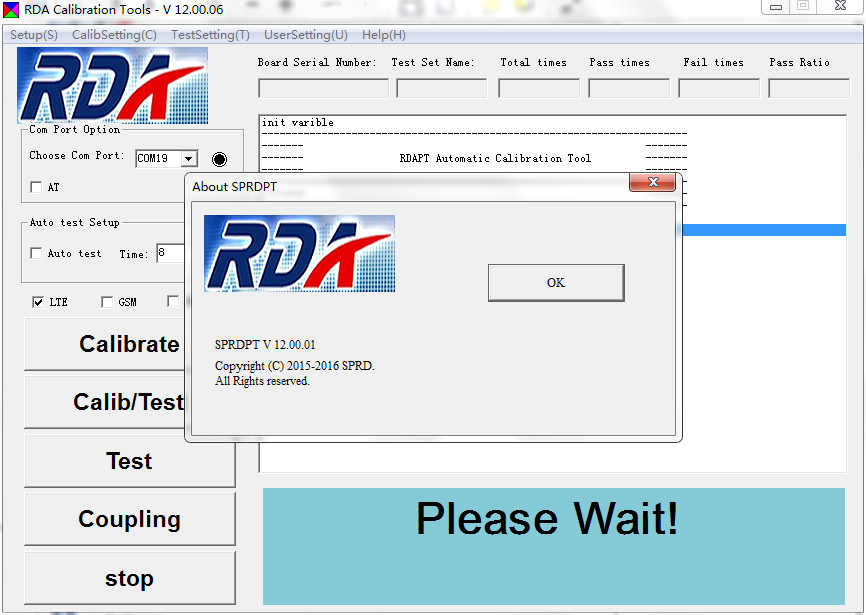 RDA Calibration Tools - V 12.00.06
Setup(S) CalibSetting(C) TestSetting(T) UserSetting(U) Help(H)
RDA
Board Serial Number: Test Set Name: Total times Pass times Fail times Pass Ratio
Com Port Option
Choose Com Port: COM19
AT
init varible
-------
RDAPT Automatic Calibration Tool
-------
Auto test Setup
Auto test Time: 8
LTE GSM
Calibrate
Calib/Test
Test
Coupling
stop
About SPRDPT
RDA
OK
SPRDPT V 12.00.01
Copyright (C) 2015-2016 SPRD.
All Rights reserved.
Please Wait!